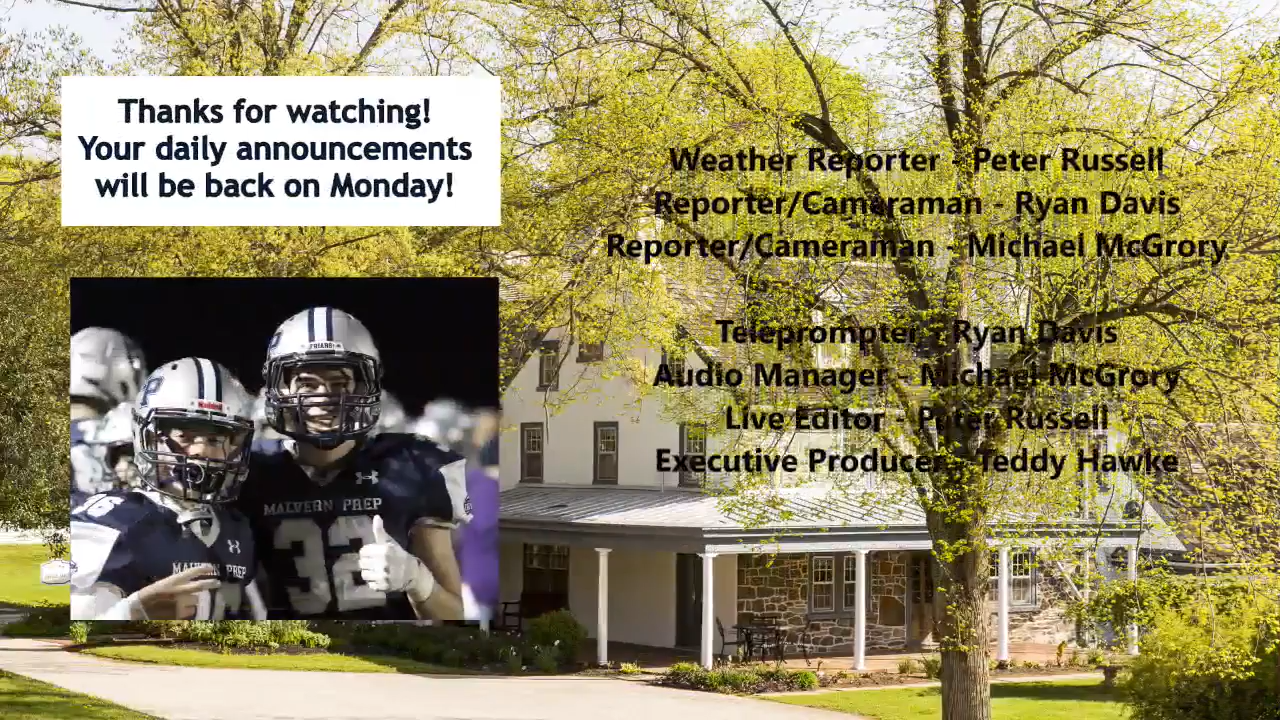 Thanks for watching!
Your daily announcements
will be back on Monday!
Weather Reporter - Peter Russell
Reporter/Cameraman - Ryan Davis
Reporter/Cameraman - Michael McGrory
Teleprompter - Ryan Davis
Audio Manager - Michael McGrory
Live Editor - Peter Russell
Executive Producer - Teddy Hawke
P
FRIARS
MALVERN PREP
32
MALVERN PREP